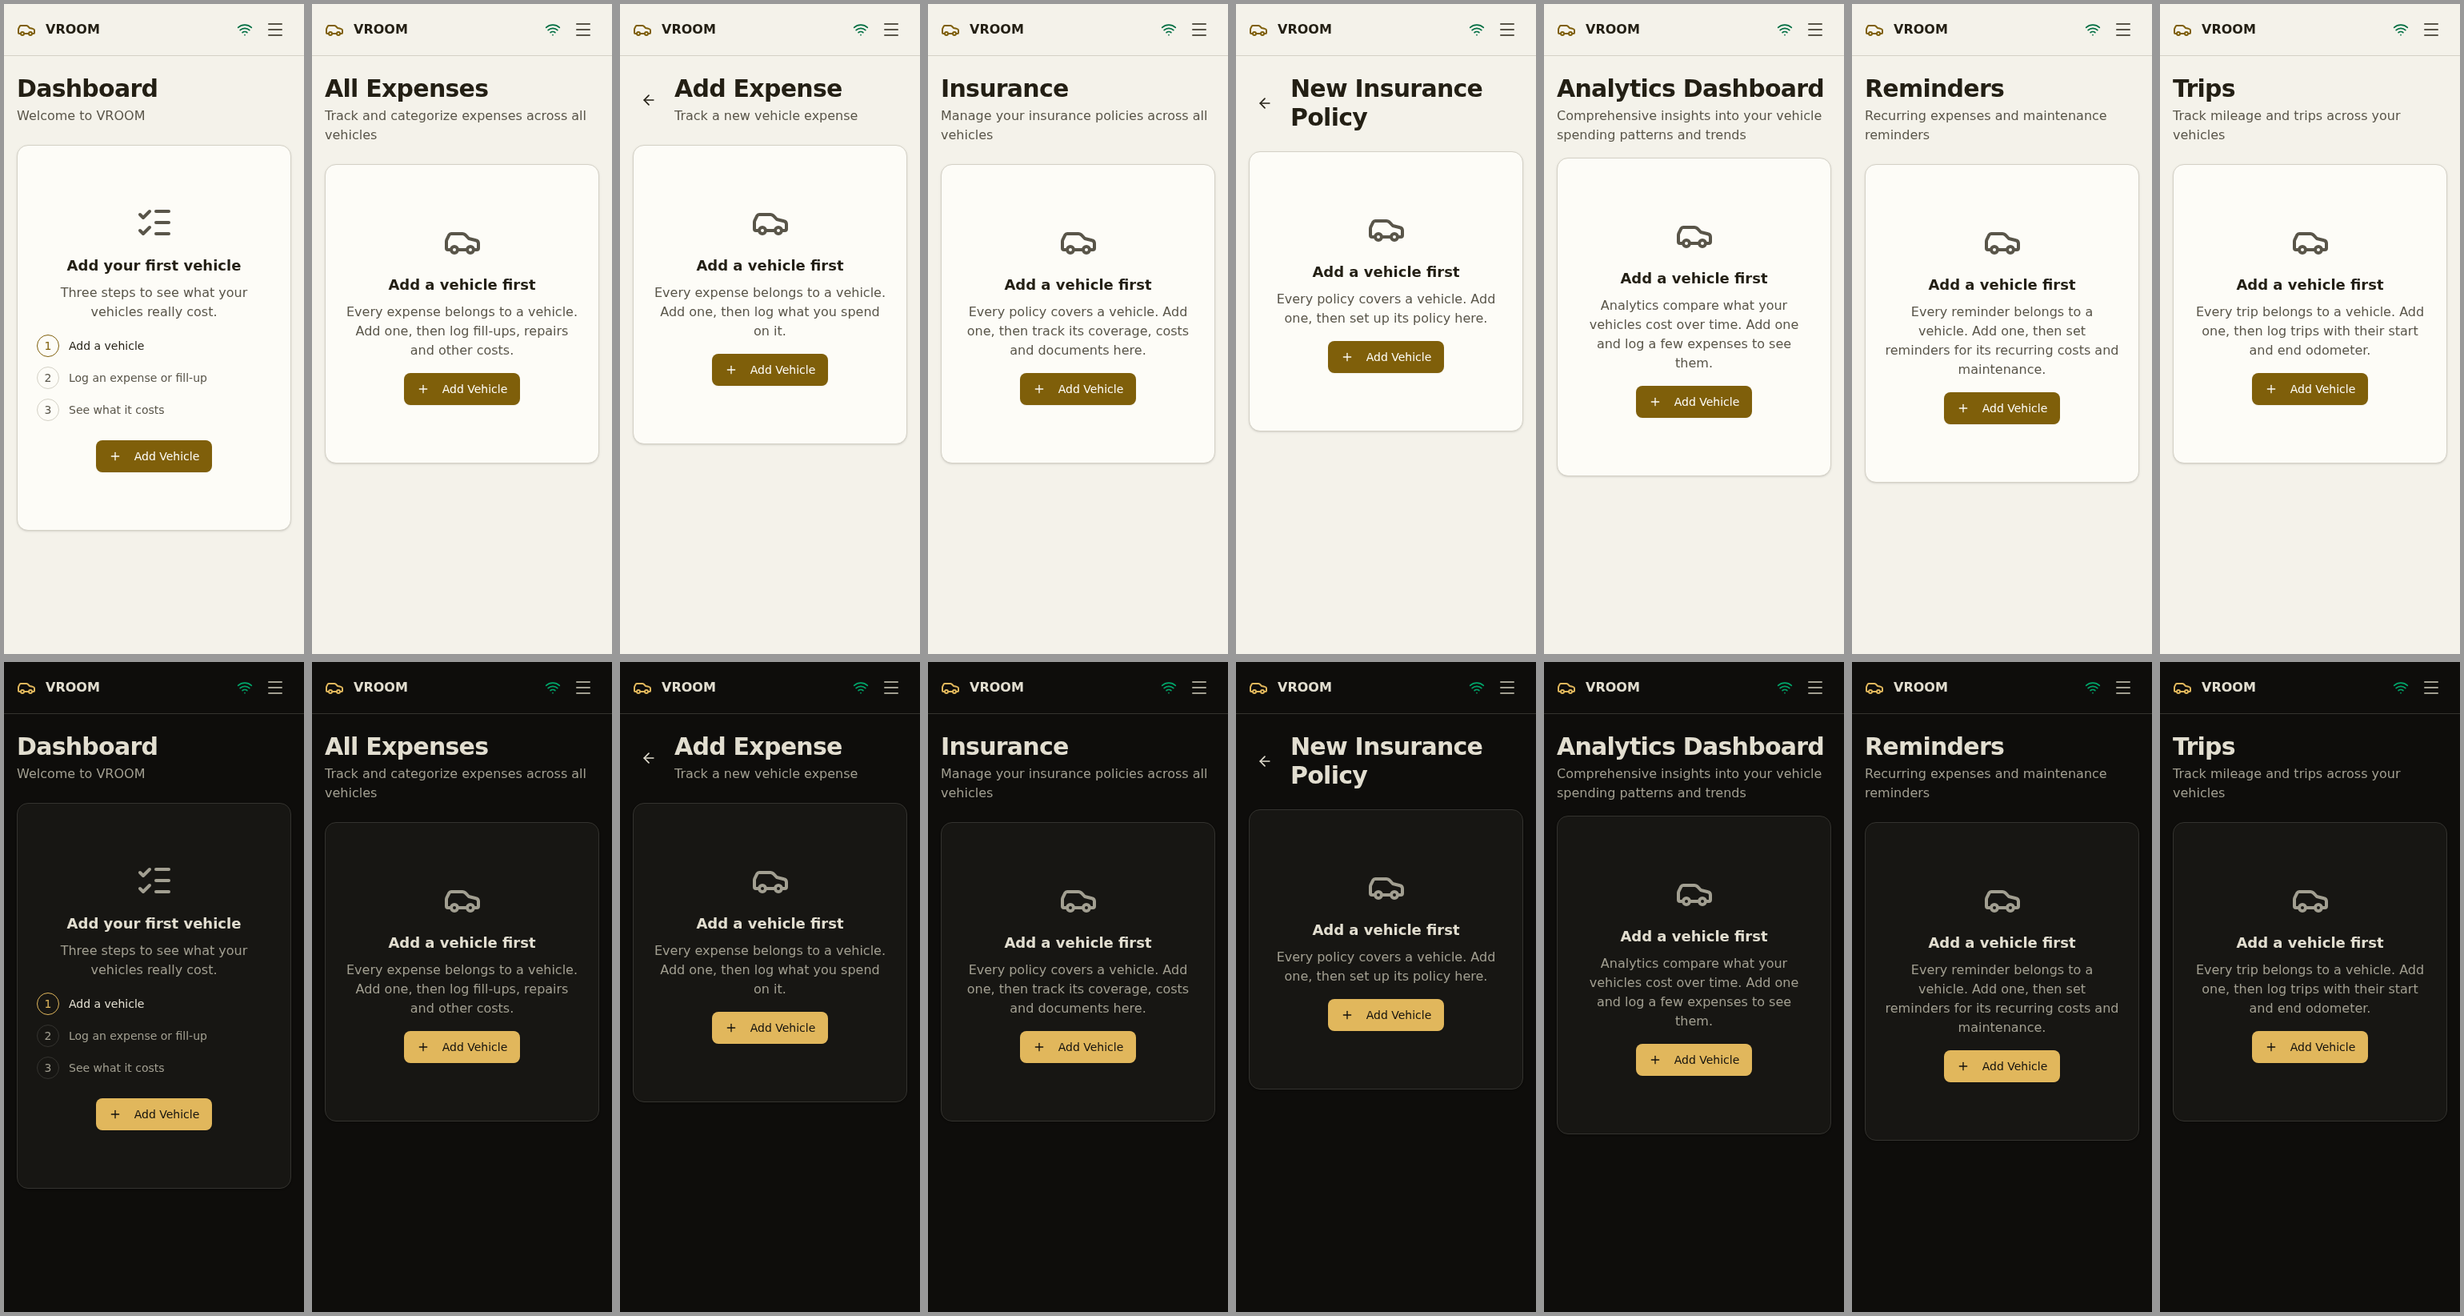 VROOM
Dashboard
Welcome to VROOM
Add your first vehicle
Three steps to see what your
vehicles really cost.
1 Add a vehicle
2 Log an expense or fill-up
3 See what it costs
+ Add Vehicle
VROOM
All Expenses
Track and categorize expenses across all
vehicles
Add a vehicle first
Every expense belongs to a vehicle.
Add one, then log fill-ups, repairs
and other costs.
+ Add Vehicle
VROOM
Add Expense
Track a new vehicle expense
Add a vehicle first
Every expense belongs to a vehicle.
Add one, then log what you spend
on it.
+ Add Vehicle
VROOM
Insurance
Manage your insurance policies across all
vehicles
Add a vehicle first
Every policy covers a vehicle. Add
one, then track its coverage, costs
and documents here.
+ Add Vehicle
VROOM
New Insurance
Policy
Add a vehicle first
Every policy covers a vehicle. Add
one, then set up its policy here.
+ Add Vehicle
VROOM
Analytics Dashboard
Comprehensive insights into your vehicle
spending patterns and trends
Add a vehicle first
Analytics compare what your
vehicles cost over time. Add one
and log a few expenses to see
them.
+ Add Vehicle
VROOM
Reminders
Recurring expenses and maintenance
reminders
Add a vehicle first
Every reminder belongs to a
vehicle. Add one, then set
reminders for its recurring costs and
maintenance.
+ Add Vehicle
VROOM
Trips
Track mileage and trips across your
vehicles
Add a vehicle first
Every trip belongs to a vehicle. Add
one, then log trips with their start
and end odometer.
+ Add Vehicle
VROOM
Dashboard
Welcome to VROOM
Add your first vehicle
Three steps to see what your
vehicles really cost.
1 Add a vehicle
2 Log an expense or fill-up
3 See what it costs
+ Add Vehicle
VROOM
All Expenses
Track and categorize expenses across all
vehicles
Add a vehicle first
Every expense belongs to a vehicle.
Add one, then log fill-ups, repairs
and other costs.
+ Add Vehicle
VROOM
Add Expense
Track a new vehicle expense
Add a vehicle first
Every expense belongs to a vehicle.
Add one, then log what you spend
on it.
+ Add Vehicle
VROOM
Insurance
Manage your insurance policies across all
vehicles
Add a vehicle first
Every policy covers a vehicle. Add
one, then track its coverage, costs
and documents here.
+ Add Vehicle
VROOM
New Insurance
Policy
Add a vehicle first
Every policy covers a vehicle. Add
one, then set up its policy here.
+ Add Vehicle
VROOM
Analytics Dashboard
Comprehensive insights into your vehicle
spending patterns and trends
Add a vehicle first
Analytics compare what your
vehicles cost over time. Add one
and log a few expenses to see
them.
+ Add Vehicle
VROOM
Reminders
Recurring expenses and maintenance
reminders
Add a vehicle first
Every reminder belongs to a
vehicle. Add one, then set
reminders for its recurring costs and
maintenance.
+ Add Vehicle
VROOM
Trips
Track mileage and trips across your
vehicles
Add a vehicle first
Every trip belongs to a vehicle. Add
one, then log trips with their start
and end odometer.
+ Add Vehicle